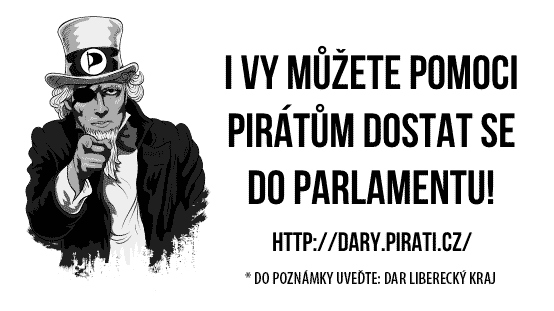 I VY MŮŽETE POMOCI
PIRÁTŮM DOSTAT SE
DO PARLAMENTU!
HTTP://DARY.PIRATI.CZ/
* DO POZNÁMKY UVEĎTE: DAR LIBERECKÝ KRAJ